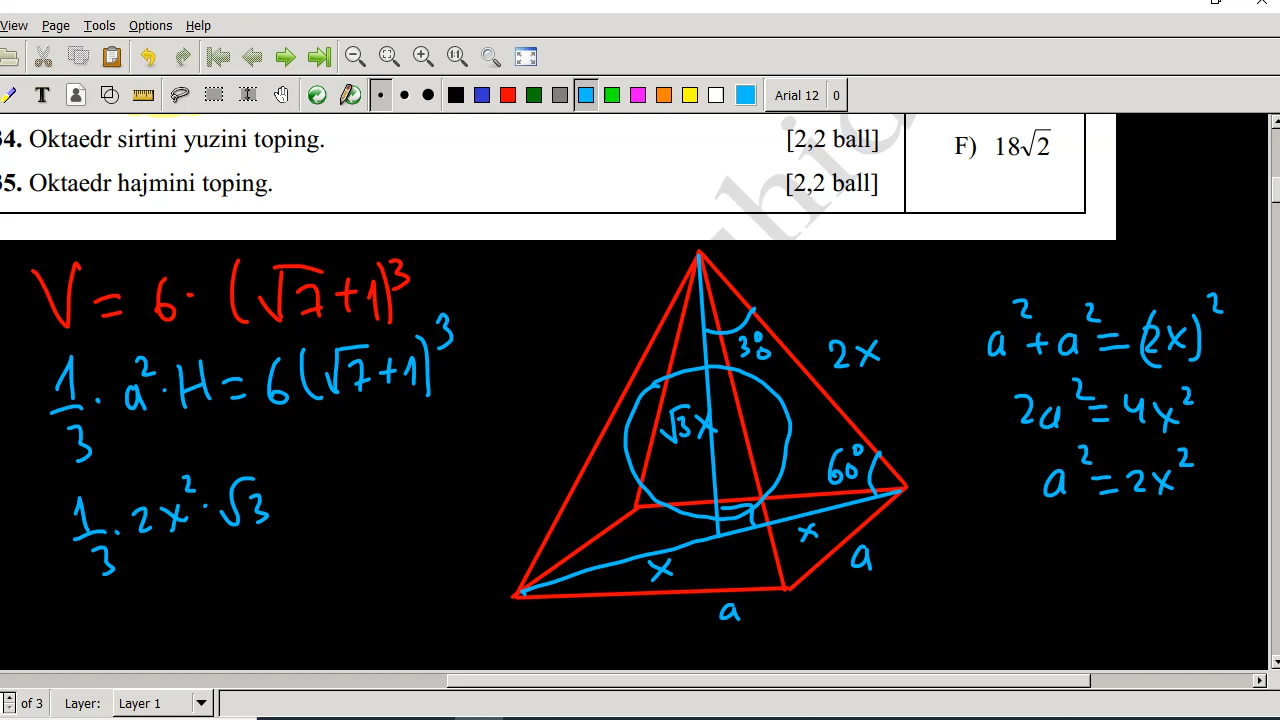 View Page Tools Options Help
T Arial 12 0
34. Oktaedr sirtini yuzini toping. [2,2 ball]
F) 18√2
35. Oktaedr hajmini toping. [2,2 ball]
V = 6 · (√7+1)³
1/3 · a² · H = 6(√7+1)³
1/3 · 2x² · √3
30°
2x
√3x
60°
x
x
a
a
a² + a² = (2x)²
2a² = 4x²
a² = 2x²
of 3 Layer: Layer 1